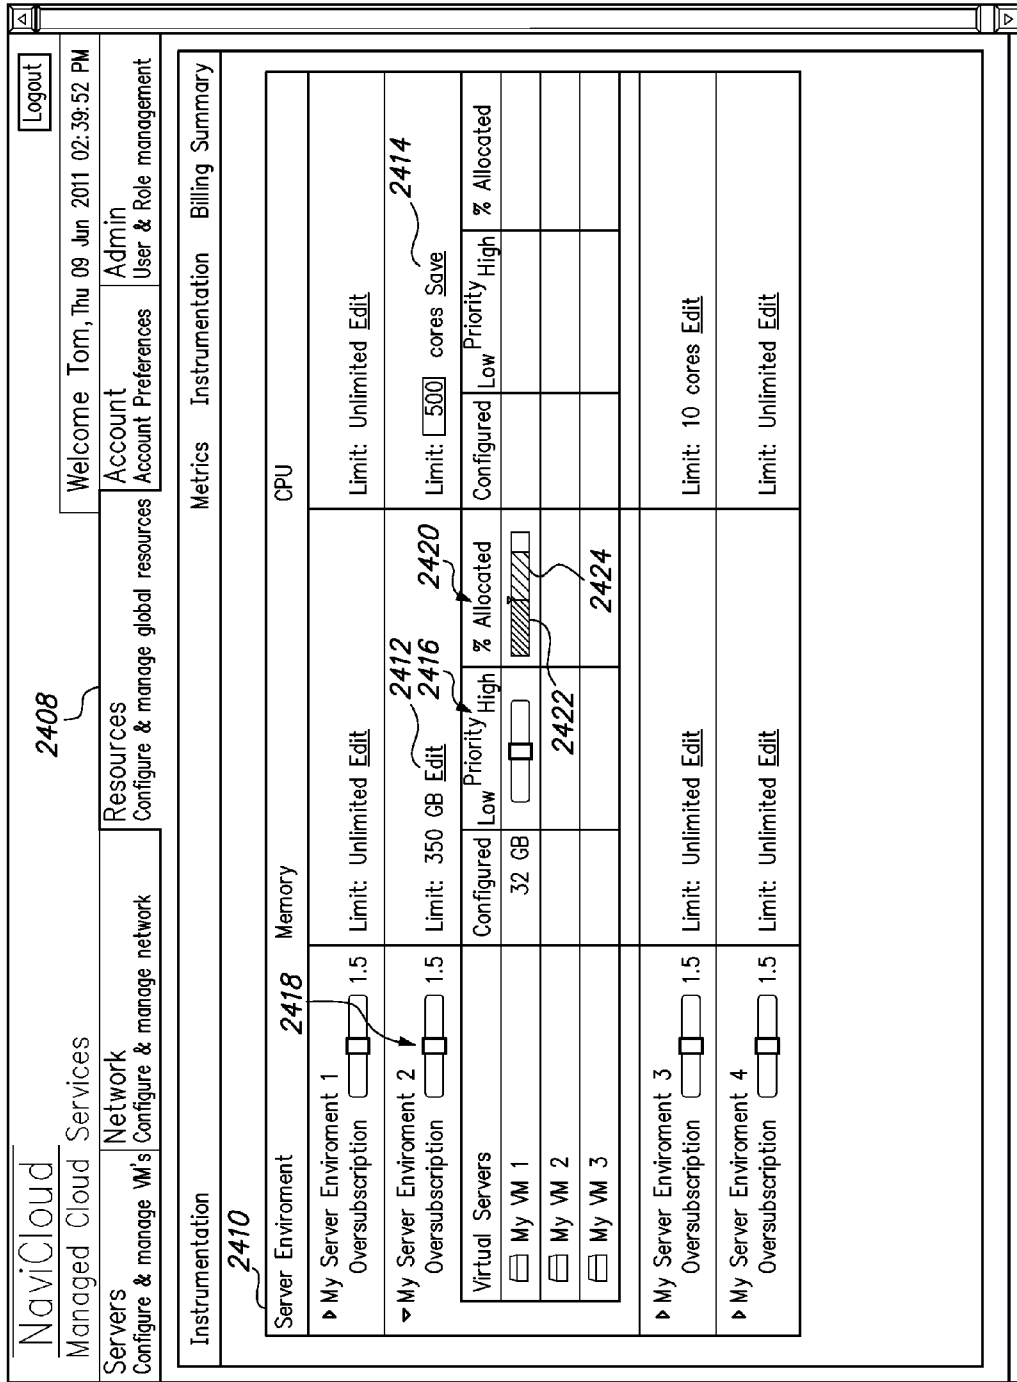 2408
NaviCloud
Logout
Managed Cloud Services
Welcome Tom, Thu 09 Jun 2011 02:39:52 PM
Servers Network Resources Account Admin
Configure & manage VM's Configure & manage network Configure & manage global resources Account Preferences User & Role management
Instrumentation Metrics Instrumentation Billing Summary
2410
Server Enviroment Memory CPU
2418
My Server Enviroment 1
Oversubscription 1.5 Limit: Unlimited Edit Limit: Unlimited Edit
2412 2420 2414
2416
My Server Enviroment 2
Oversubscription 1.5 Limit: 350 GB Edit Limit: 500 cores Save
Virtual Servers Configured Low Priority High % Allocated Configured Low Priority High % Allocated
My VM 1 32 GB
My VM 2
My VM 3
2422 2424
My Server Enviroment 3
Oversubscription 1.5 Limit: Unlimited Edit Limit: 10 cores Edit
My Server Enviroment 4
Oversubscription 1.5 Limit: Unlimited Edit Limit: Unlimited Edit